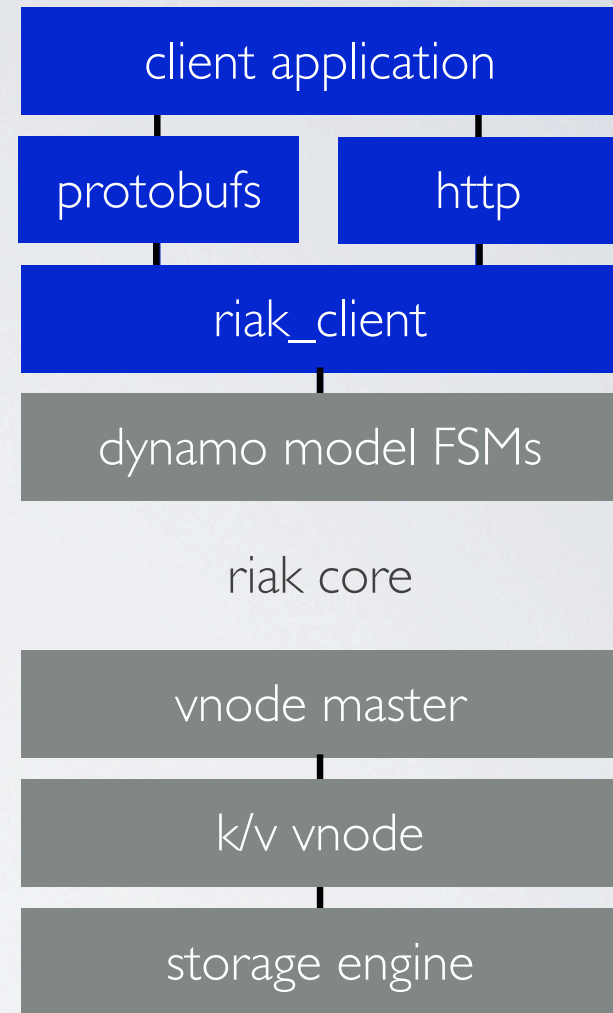 client application
protobufs
http
riak_client
dynamo model FSMs
riak core
vnode master
k/v vnode
storage engine